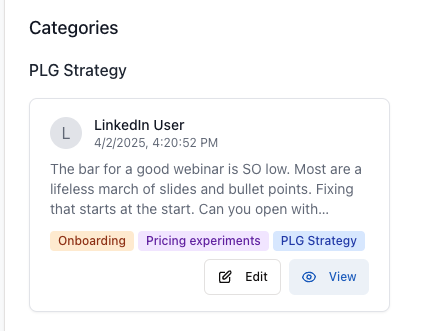 Categories
PLG Strategy
L
LinkedIn User
4/2/2025, 4:20:52 PM
The bar for a good webinar is SO low. Most are a
lifeless march of slides and bullet points. Fixing
that starts at the start. Can you open with...
Onboarding Pricing experiments PLG Strategy
Edit View